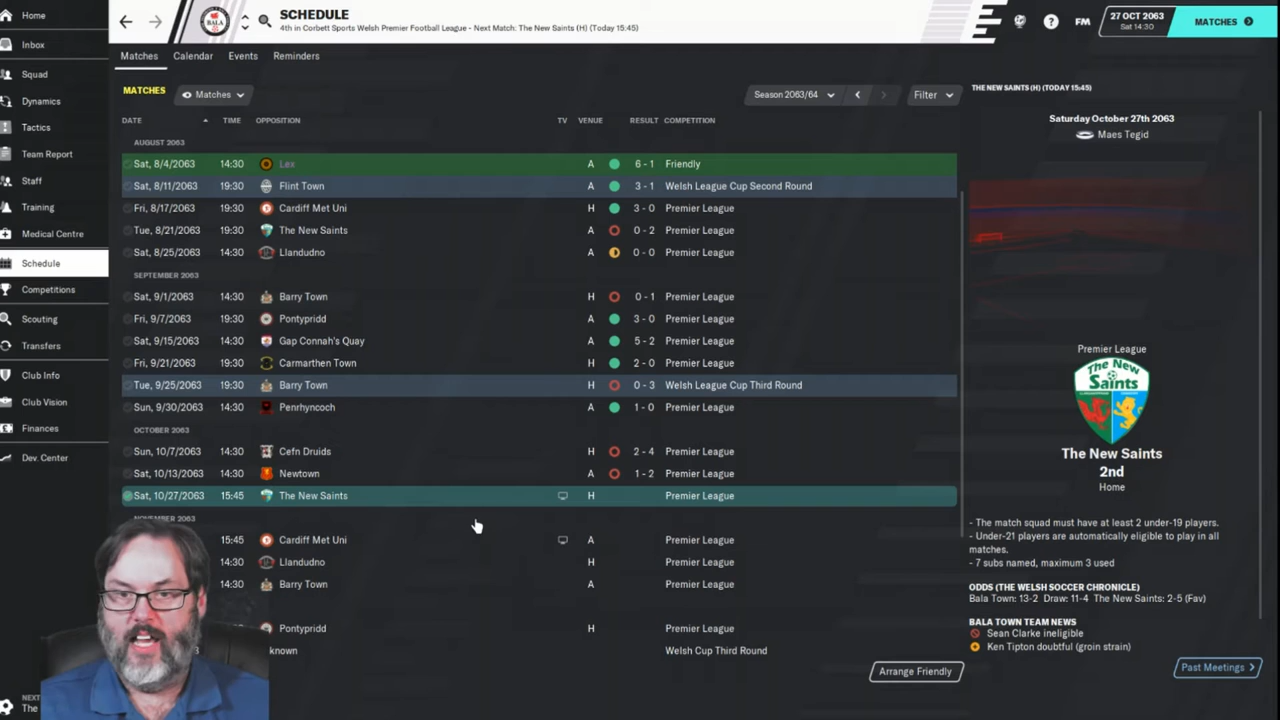 Home
SCHEDULE
4th in Corbett Sports Welsh Premier Football League - Next Match: The New Saints (H) (Today 15:45)
BALA
?
FM
27 OCT 2063
Sat 14:30
MATCHES
Inbox
Squad
Dynamics
Tactics
Team Report
Staff
Training
Medical Centre
Schedule
Competitions
Scouting
Transfers
Club Info
Club Vision
Finances
Dev. Center
NEXT
The
Matches
Calendar
Events
Reminders
MATCHES
Matches
Season 2063/64
Filter
DATE TIME OPPOSITION TV VENUE RESULT COMPETITION
AUGUST 2063
Sat, 8/4/2063 14:30 Lex A 6 - 1 Friendly
Sat, 8/11/2063 19:30 Flint Town A 3 - 1 Welsh League Cup Second Round
Fri, 8/17/2063 19:30 Cardiff Met Uni H 3 - 0 Premier League
Tue, 8/21/2063 19:30 The New Saints A 0 - 2 Premier League
Sat, 8/25/2063 14:30 Llandudno A 0 - 0 Premier League
SEPTEMBER 2063
Sat, 9/1/2063 14:30 Barry Town H 0 - 1 Premier League
Fri, 9/7/2063 19:30 Pontypridd A 3 - 0 Premier League
Sat, 9/15/2063 14:30 Gap Connah's Quay A 5 - 2 Premier League
Fri, 9/21/2063 19:30 Carmarthen Town H 2 - 0 Premier League
Tue, 9/25/2063 19:30 Barry Town H 0 - 3 Welsh League Cup Third Round
Sun, 9/30/2063 14:30 Penrhyncoch A 1 - 0 Premier League
OCTOBER 2063
Sun, 10/7/2063 14:30 Cefn Druids H 2 - 4 Premier League
Sat, 10/13/2063 14:30 Newtown A 1 - 2 Premier League
Sat, 10/27/2063 15:45 The New Saints H Premier League
NOVEMBER 2063
15:45 Cardiff Met Uni A Premier League
14:30 Llandudno H Premier League
14:30 Barry Town A Premier League
Pontypridd H Premier League
known Welsh Cup Third Round
Arrange Friendly
THE NEW SAINTS (H) (TODAY 15:45)
Saturday October 27th 2063
Maes Tegid
Premier League
The New
Saints
The New Saints
2nd
Home
- The match squad must have at least 2 under-19 players.
- Under-21 players are automatically eligible to play in all
matches.
- 7 subs named, maximum 3 used
ODDS (THE WELSH SOCCER CHRONICLE)
Bala Town: 13-2 Draw: 11-4 The New Saints: 2-5 (Fav)
BALA TOWN TEAM NEWS
Sean Clarke ineligible
Ken Tipton doubtful (groin strain)
Past Meetings